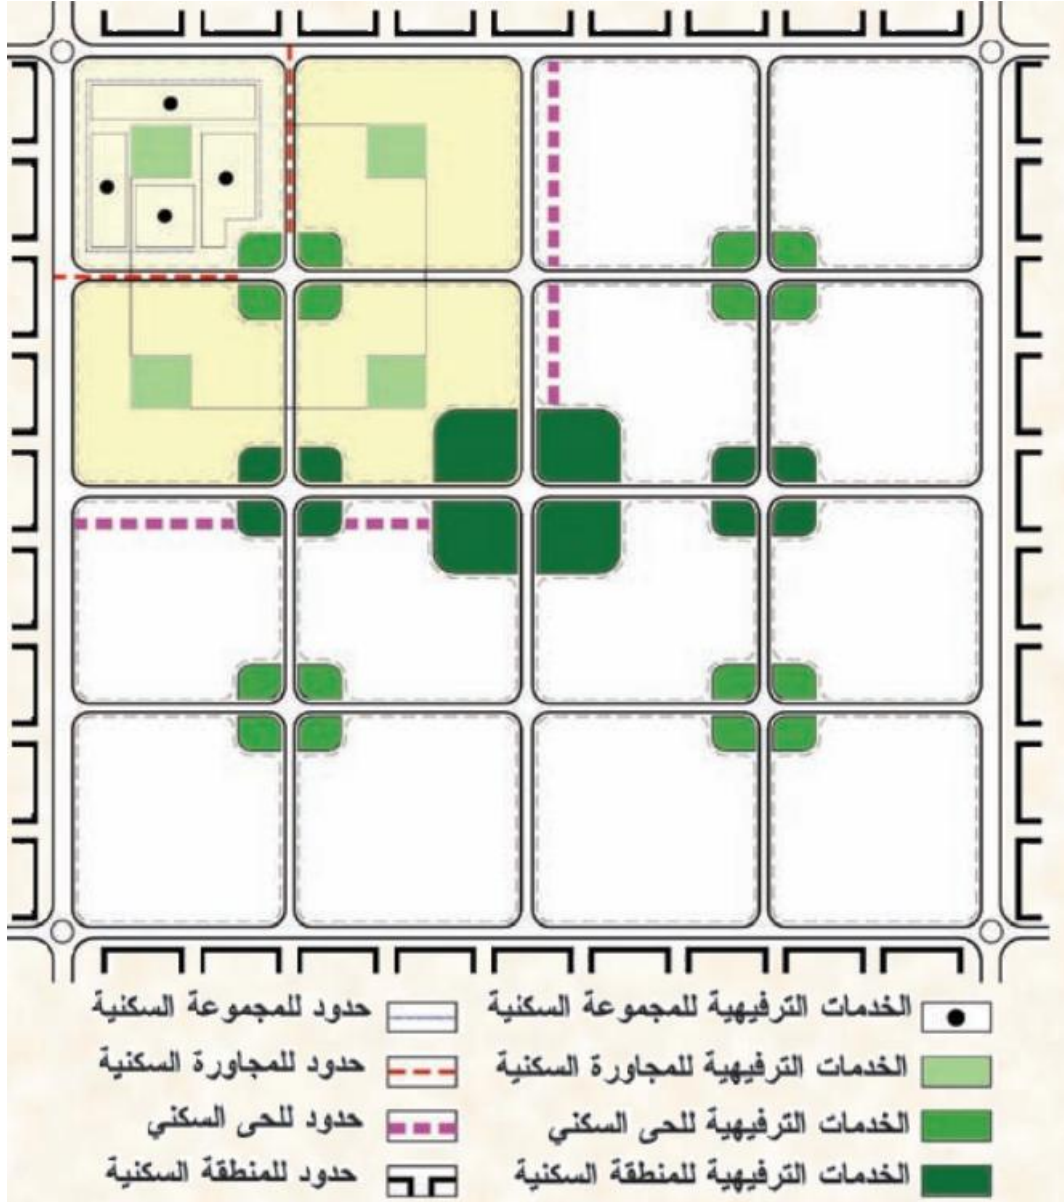 الخدمات الترفيهية للمجموعة السكنية
حدود للمجموعة السكنية
الخدمات الترفيهية للمجاورة السكنية
حدود للمجاورة السكنية
الخدمات الترفيهية للحى السكني
حدود للحى السكني
الخدمات الترفيهية للمنطقة السكنية
حدود للمنطقة السكنية